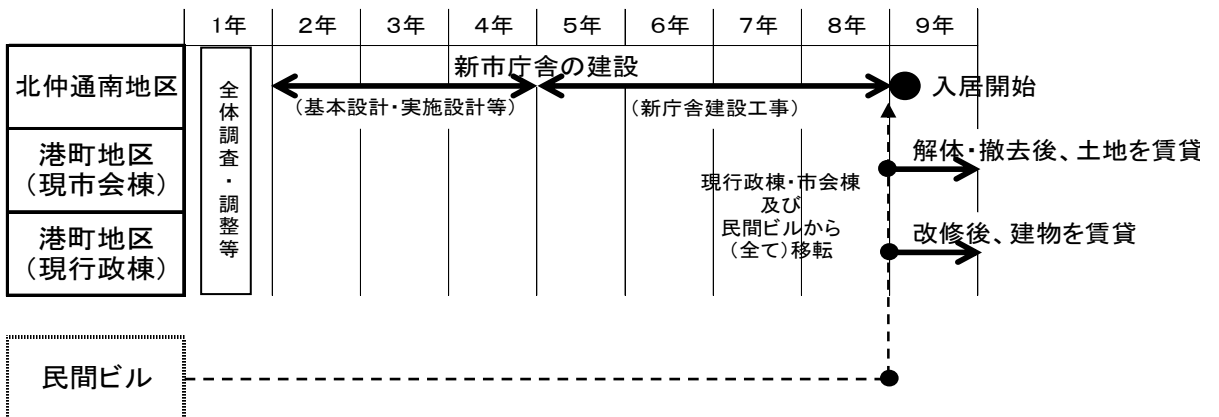 1年 2年 3年 4年 5年 6年 7年 8年 9年
北仲通南地区
全体調査・調整等
新市庁舎の建設
(基本設計・実施設計等)
(新庁舎建設工事)
入居開始
港町地区
(現市会棟)
解体・撤去後、土地を賃貸
現行政棟・市会棟
及び
民間ビルから
(全て)移転
港町地区
(現行政棟)
改修後、建物を賃貸
民間ビル